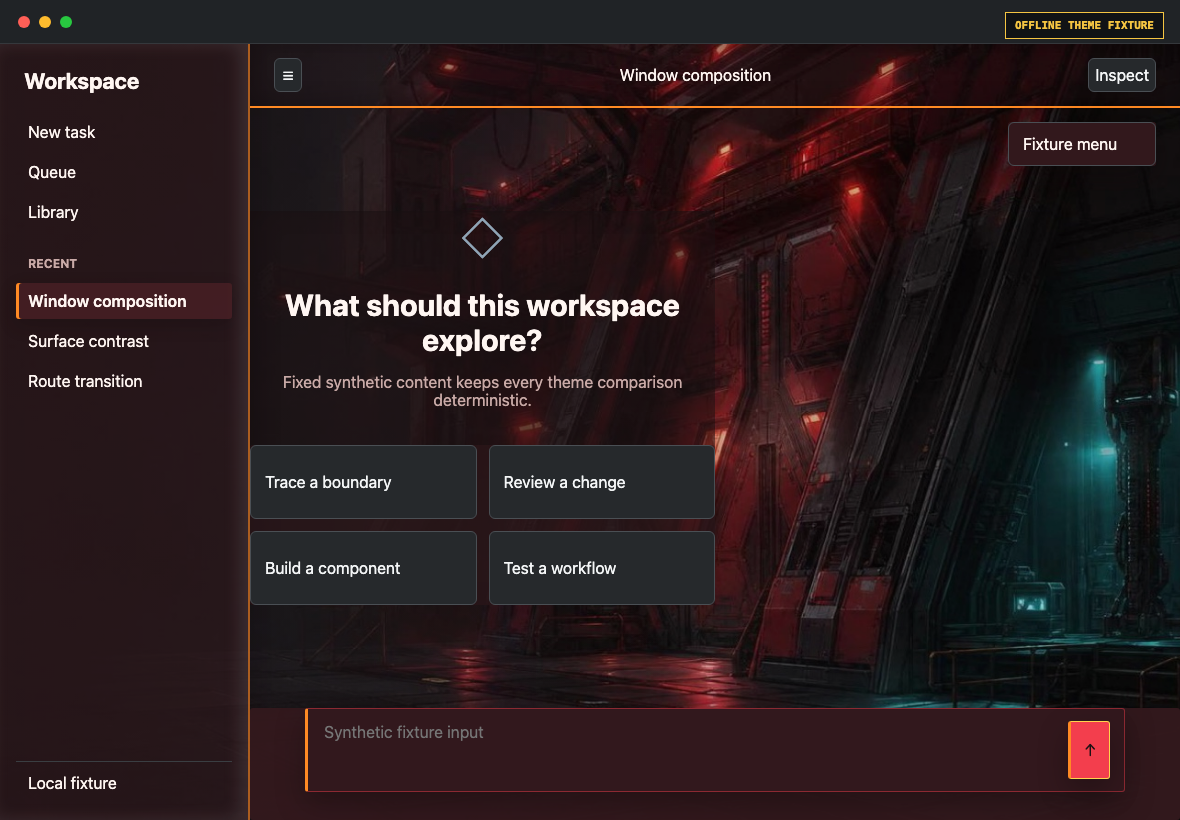 OFFLINE THEME FIXTURE
Workspace
New task
Queue
Library
RECENT
Window composition
Surface contrast
Route transition
Local fixture
Window composition
Inspect
Fixture menu
What should this workspace
explore?
Fixed synthetic content keeps every theme comparison
deterministic.
Trace a boundary
Review a change
Build a component
Test a workflow
Synthetic fixture input